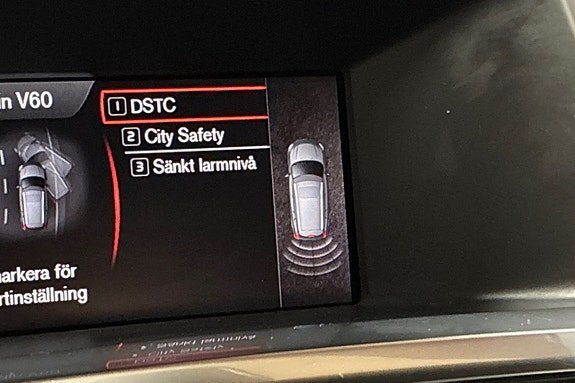 n V60
1 DSTC
2 City Safety
3 Sänkt larmnivå
arkera för
rtinställning